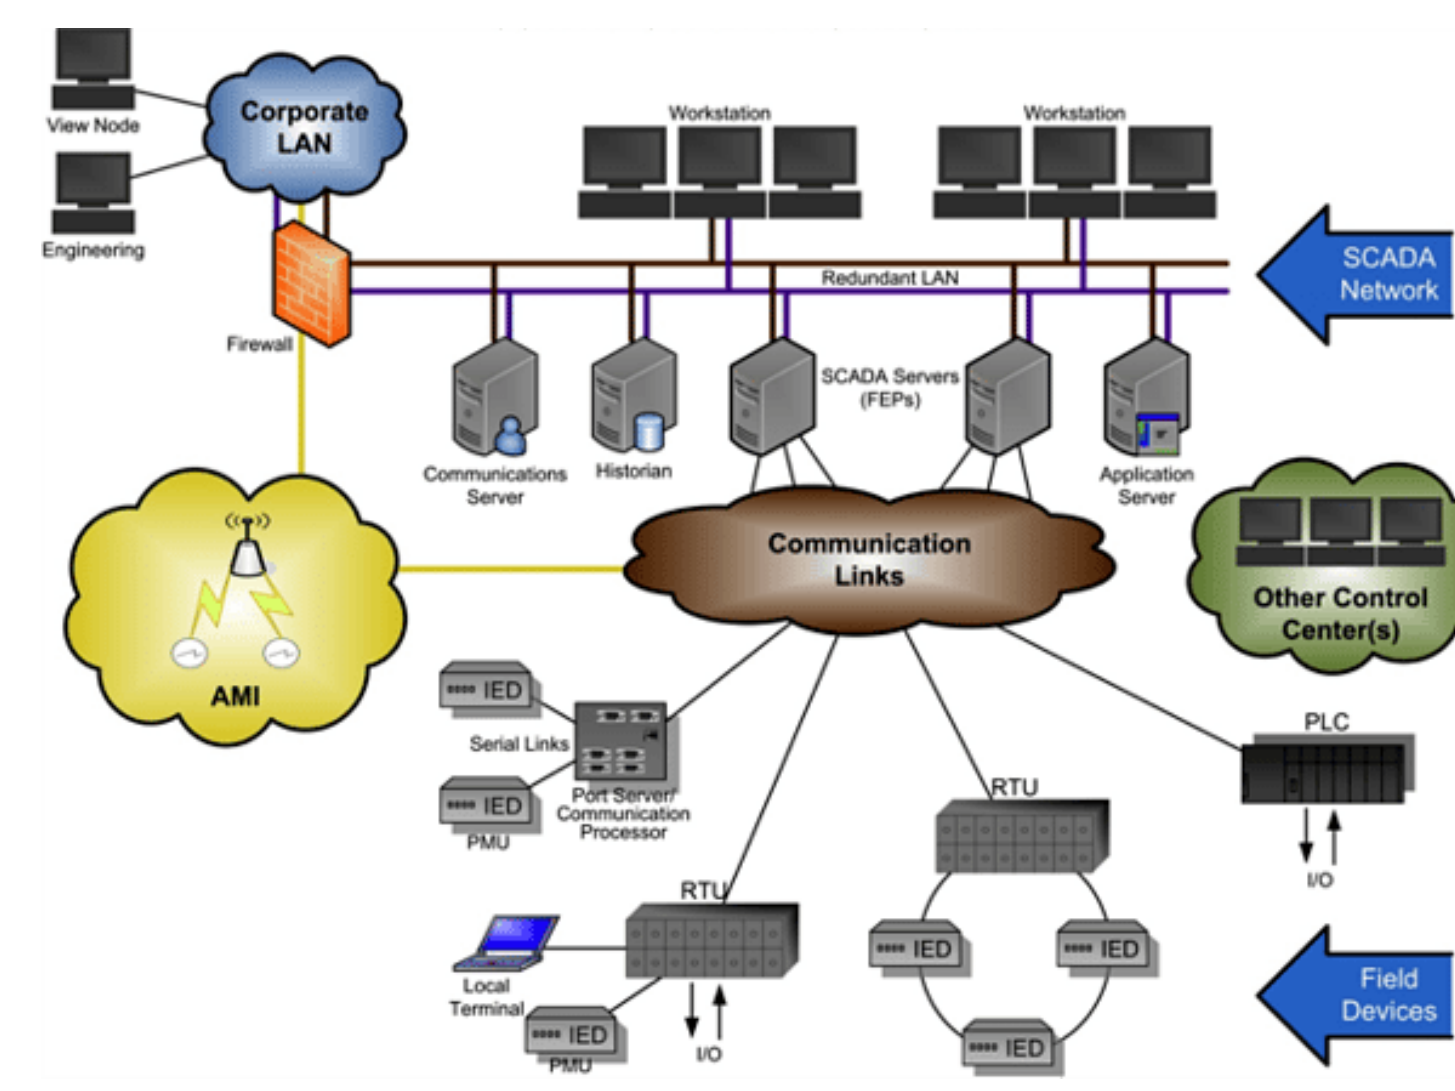 View Node
Engineering
Corporate
LAN
Firewall
Workstation
Workstation
Redundant LAN
SCADA
Network
Communications
Server
Historian
SCADA Servers
(FEPs)
Application
Server
AMI
Communication
Links
Other Control
Center(s)
IED
Serial Links
IED
PMU
Port Server/
Communication
Processor
RTU
Local
Terminal
IED
PMU
I/O
RTU
IED
IED
IED
PLC
I/O
Field
Devices